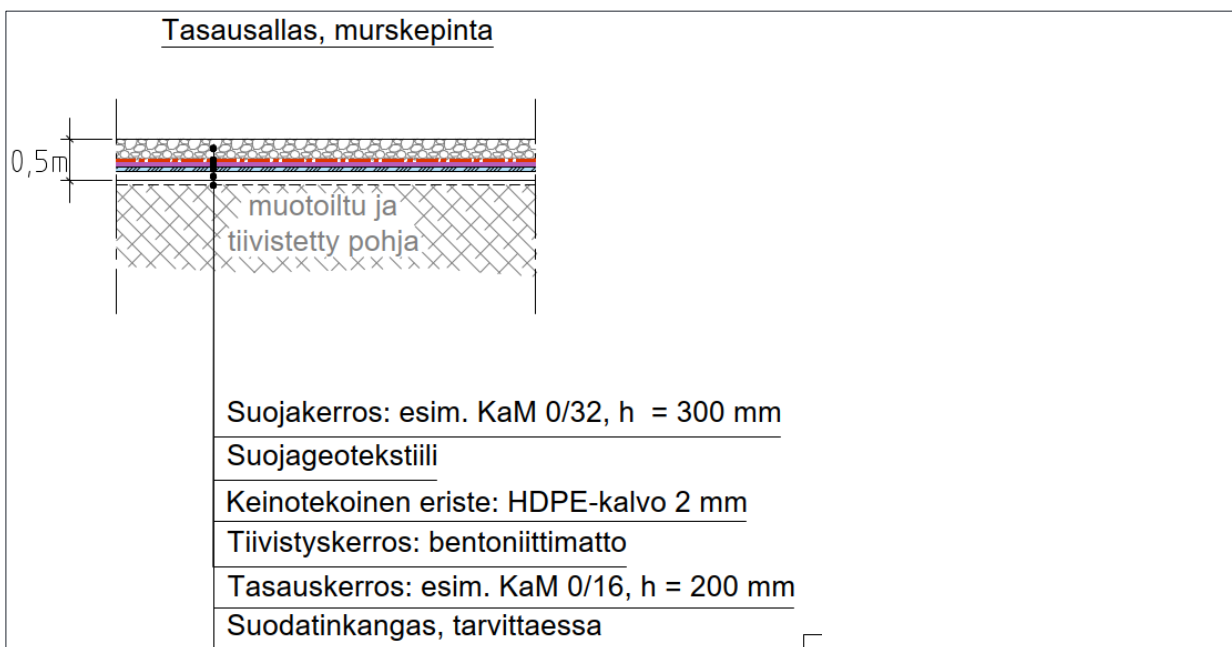 Tasausallas, murskepinta
0,5m
muotoiltu ja
tiivistetty pohja
Suojakerros: esim. KaM 0/32, h = 300 mm
Suojageotekstiili
Keinotekoinen eriste: HDPE-kalvo 2 mm
Tiivistyskerros: bentoniittimatto
Tasauskerros: esim. KaM 0/16, h = 200 mm
Suodatinkangas, tarvittaessa